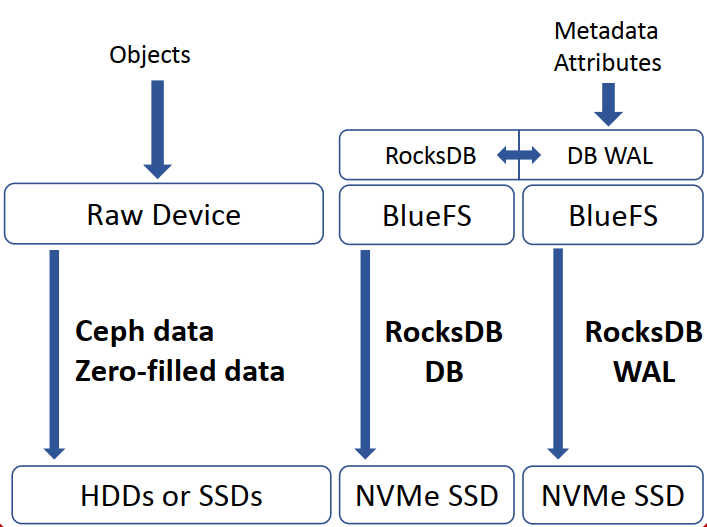 Metadata
Attributes
Objects
RocksDB
DB WAL
Raw Device
BlueFS
BlueFS
Ceph data
Zero-filled data
RocksDB
DB
RocksDB
WAL
HDDs or SSDs
NVMe SSD
NVMe SSD